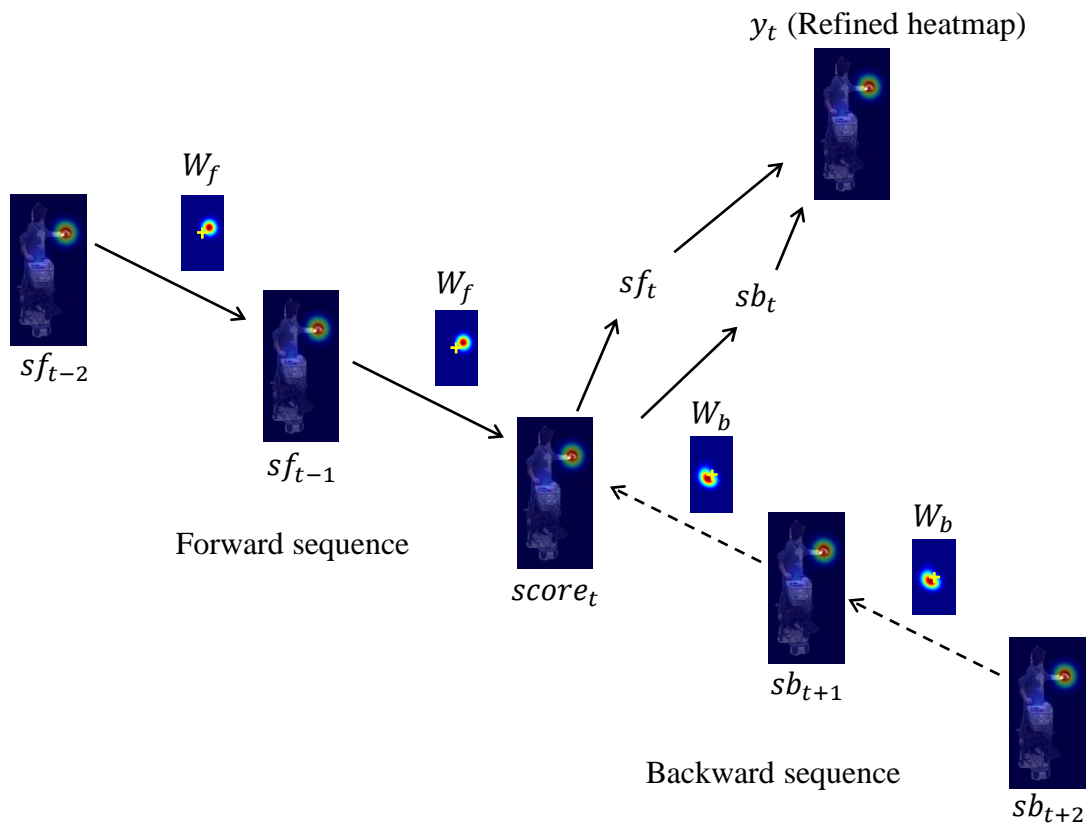 y_t (Refined heatmap)
W_f
W_f
sf_t
sb_t
sf_{t−2}
W_b
sf_{t−1}
W_b
Forward sequence
score_t
sb_{t+1}
Backward sequence
sb_{t+2}